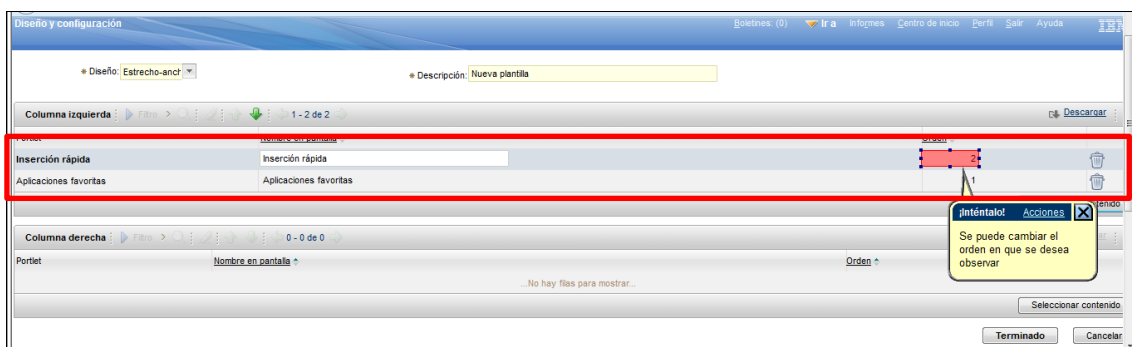 Diseño y configuración Boletines: (0) Ir a Informes Centro de inicio Perfil Salir Ayuda IBM
* Diseño: Estrecho-anch * Descripción: Nueva plantilla
Columna izquierda Filtro > 1 - 2 de 2 Descargar
Portlet Nombre en pantalla Orden
Inserción rápida Inserción rápida 2
Aplicaciones favoritas Aplicaciones favoritas 1
¡Inténtalo! Acciones X
Se puede cambiar el
orden en que se desea
observar
Columna derecha Filtro > 0 - 0 de 0
Portlet Nombre en pantalla Orden
...No hay filas para mostrar...
Seleccionar contenido
Terminado Cancelar